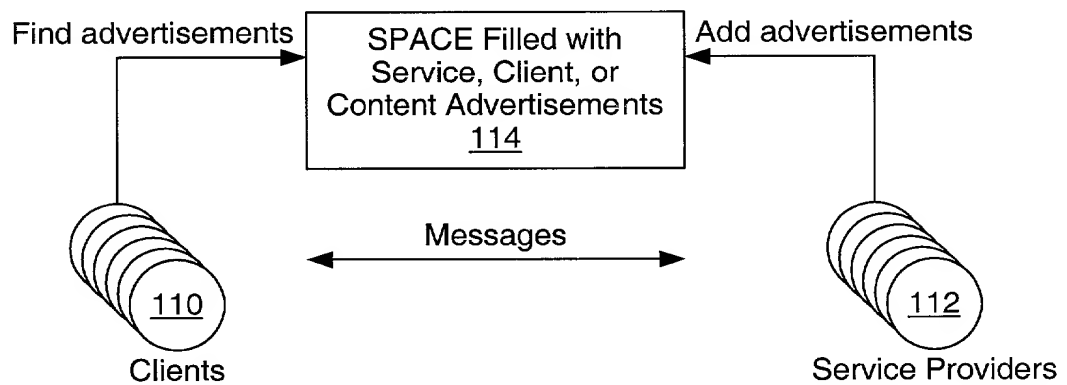 Find advertisements
SPACE Filled with
Service, Client, or
Content Advertisements
114
Add advertisements
Messages
110
Clients
112
Service Providers